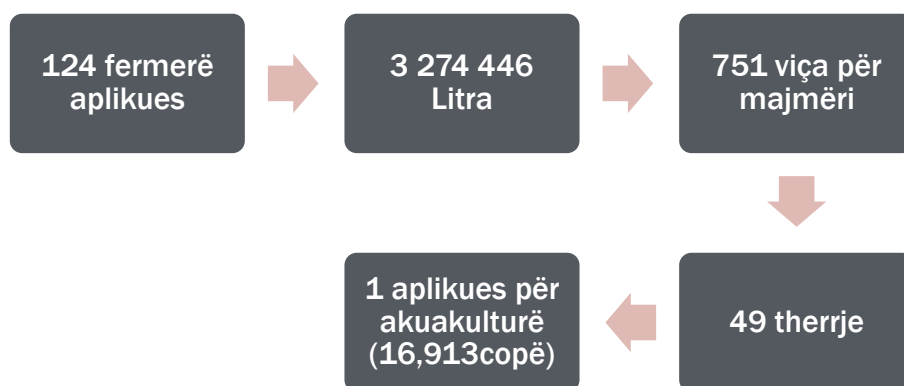 124 fermerë
aplikues
3 274 446
Litra
751 viça për
majmëri
49 therrje
1 aplikues për
akuakulturë
(16,913copë)